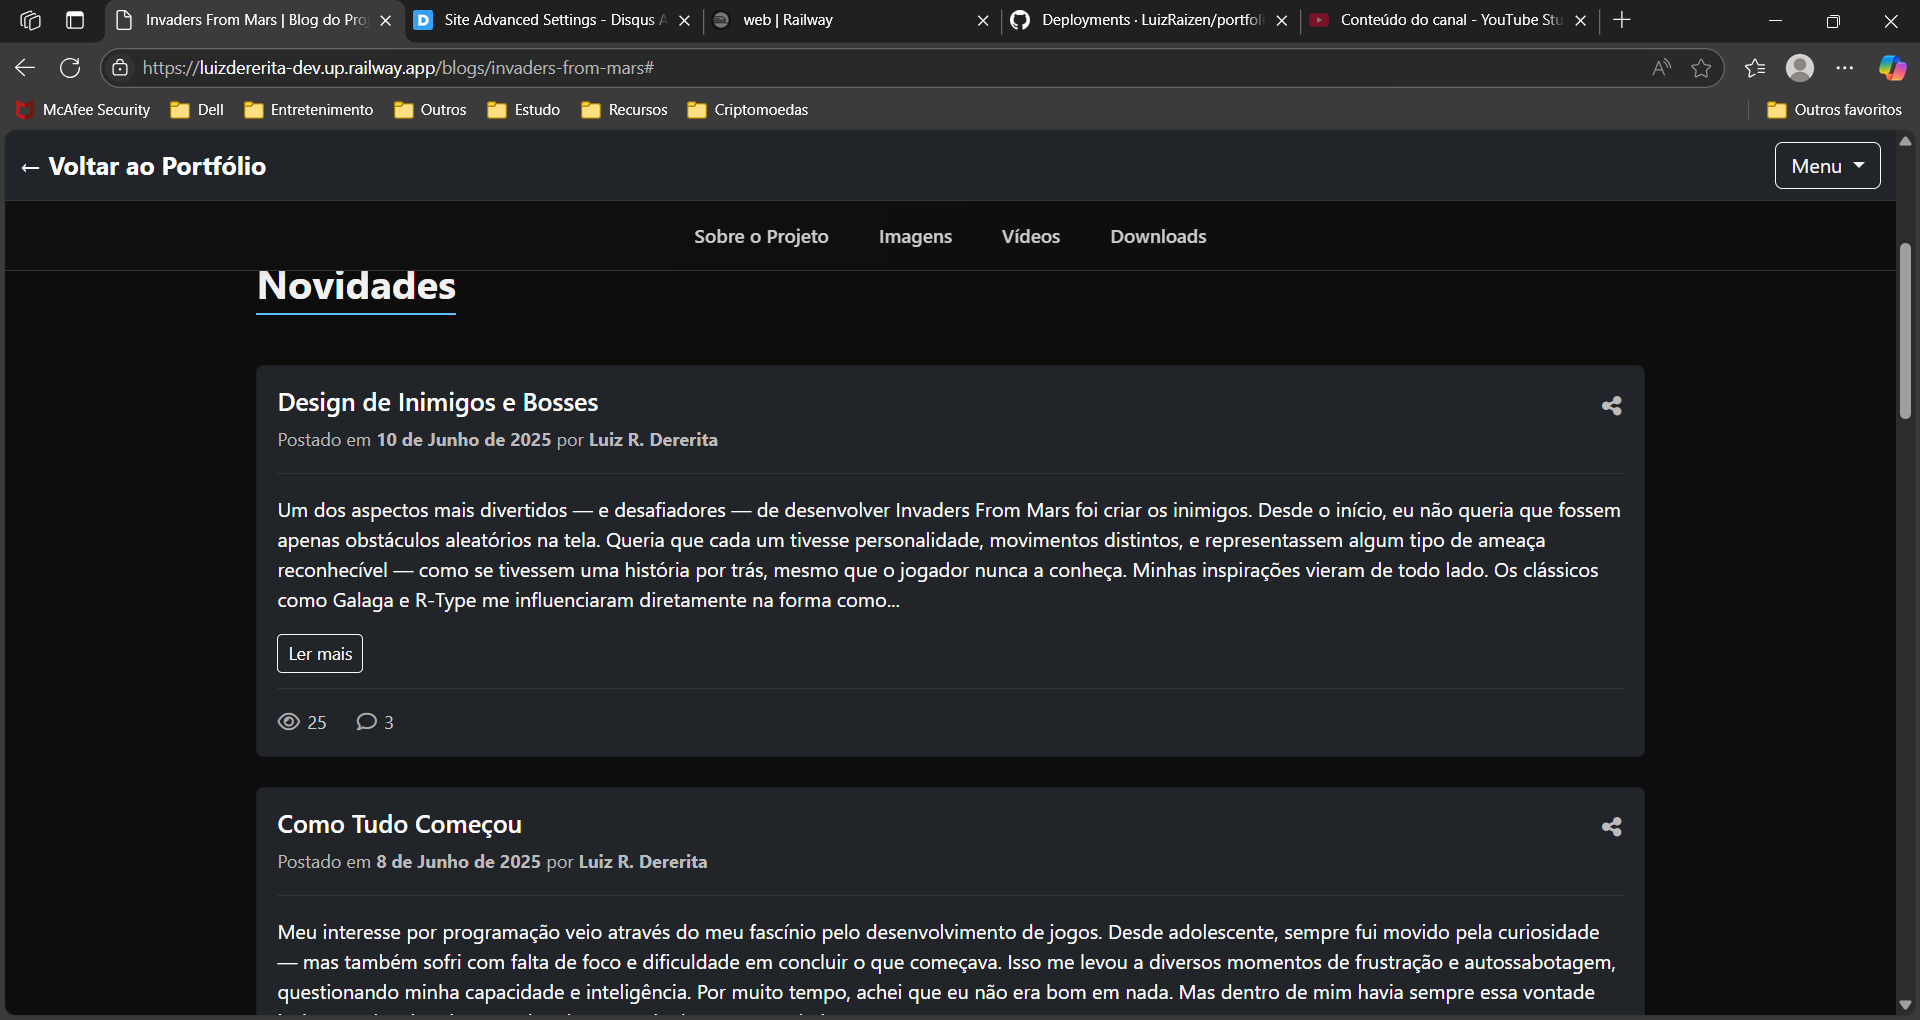 Invaders From Mars | Blog do Pro
Site Advanced Settings - Disqus A
web | Railway
Deployments · LuizRaizen/portfoli
Conteúdo do canal - YouTube Stu
https://luizdererita-dev.up.railway.app/blogs/invaders-from-mars#
McAfee Security
Dell
Entretenimento
Outros
Estudo
Recursos
Criptomoedas
Outros favoritos
← Voltar ao Portfólio
Menu
Sobre o Projeto
Imagens
Vídeos
Downloads
Novidades
Design de Inimigos e Bosses
Postado em 10 de Junho de 2025 por Luiz R. Dererita
Um dos aspectos mais divertidos — e desafiadores — de desenvolver Invaders From Mars foi criar os inimigos. Desde o início, eu não queria que fossem
apenas obstáculos aleatórios na tela. Queria que cada um tivesse personalidade, movimentos distintos, e representassem algum tipo de ameaça
reconhecível — como se tivessem uma história por trás, mesmo que o jogador nunca a conheça. Minhas inspirações vieram de todo lado. Os clássicos
como Galaga e R-Type me influenciaram diretamente na forma como...
Ler mais
25
3
Como Tudo Começou
Postado em 8 de Junho de 2025 por Luiz R. Dererita
Meu interesse por programação veio através do meu fascínio pelo desenvolvimento de jogos. Desde adolescente, sempre fui movido pela curiosidade
— mas também sofri com falta de foco e dificuldade em concluir o que começava. Isso me levou a diversos momentos de frustração e autossabotagem,
questionando minha capacidade e inteligência. Por muito tempo, achei que eu não era bom em nada. Mas dentro de mim havia sempre essa vontade